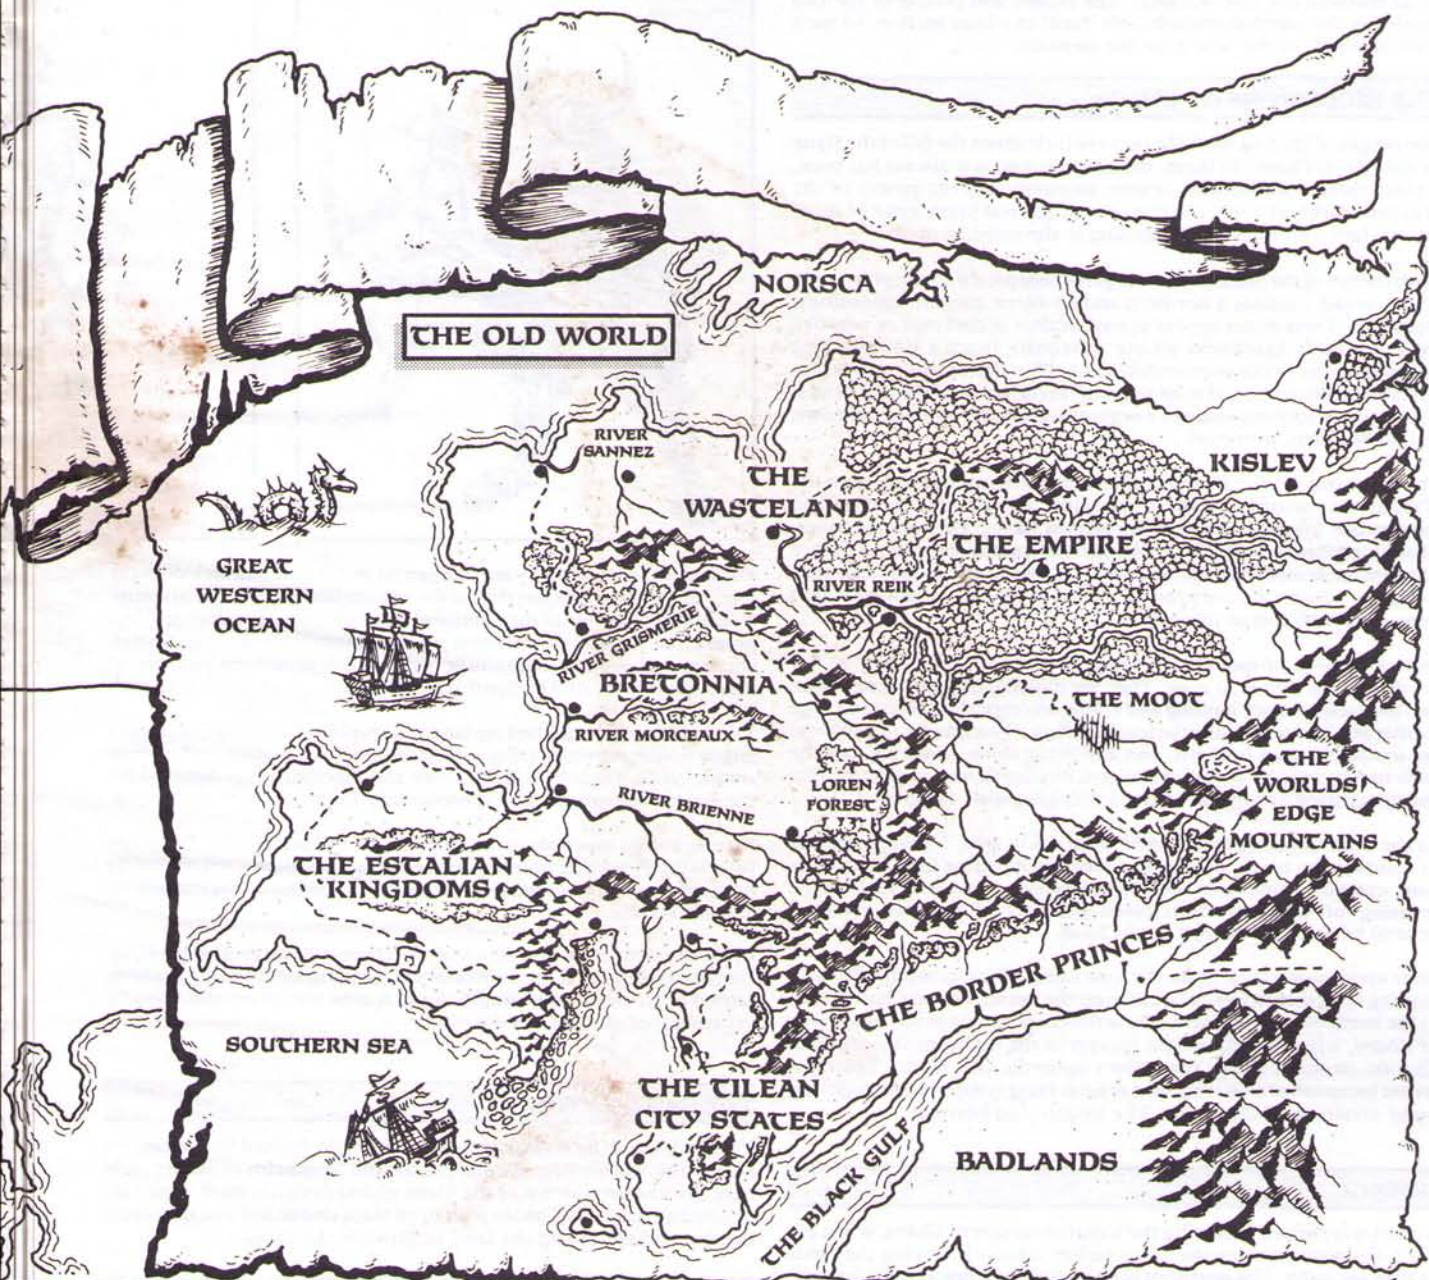 NORSCA
THE OLD WORLD
RIVER
SANNEZ
KISLEV
THE
WASTELAND
THE EMPIRE
GREAT
WESTERN
OCEAN
RIVER REIK
RIVER GRISMERIE
BRETONNIA
THE MOOT
RIVER MORCEAUX
THE
WORLDS
EDGE
MOUNTAINS
LOREN
FOREST
RIVER BRIENNE
THE ESTALIAN
KINGDOMS
THE BORDER PRINCES
SOUTHERN SEA
THE TILEAN
CITY STATES
THE BLACK GULF
BADLANDS